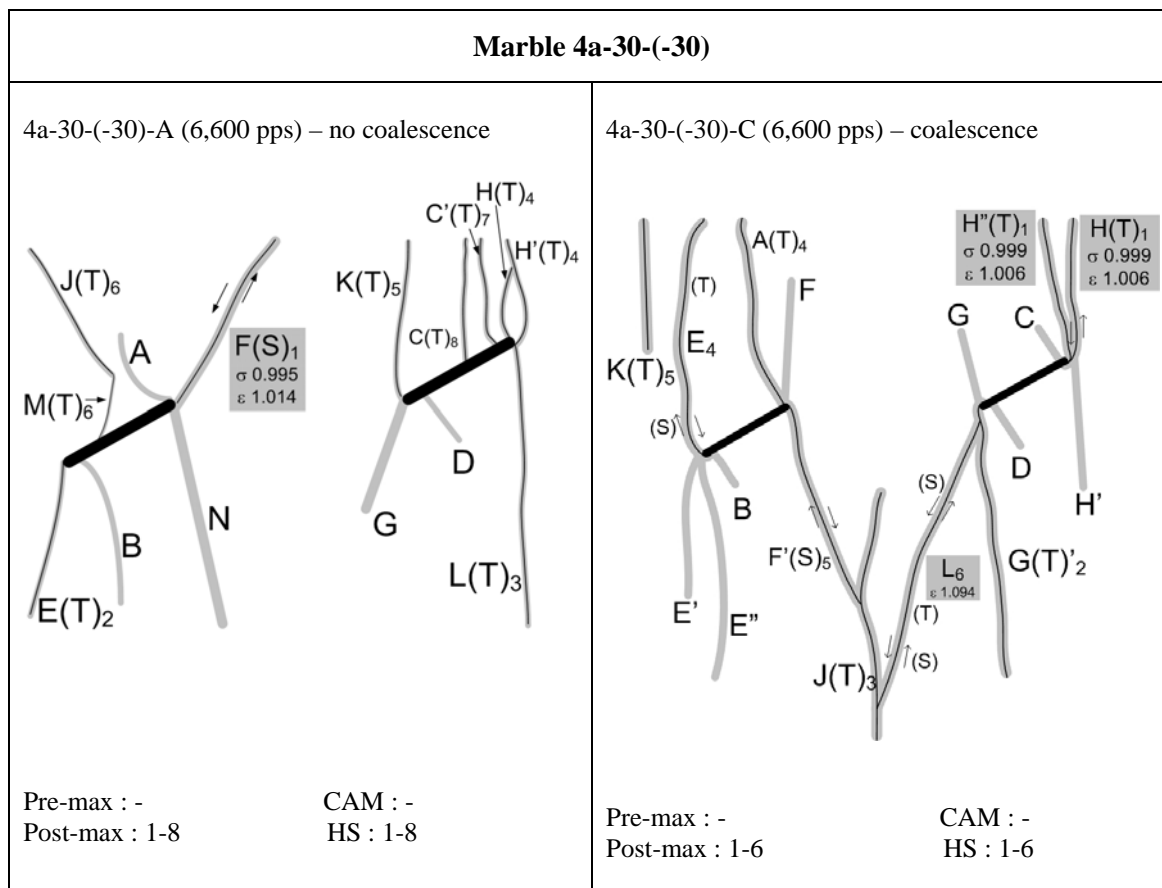 Marble 4a-30-(-30)
4a-30-(-30)-A (6,600 pps) – no coalescence
H(T)₄
C’(T)₇
H’(T)₄
J(T)₆
K(T)₅
A
F(S)₁
σ 0.995
ε 1.014
C(T)₈
M(T)₆
D
G
B
N
E(T)₂
L(T)₃
Pre-max : - CAM : -
Post-max : 1-8 HS : 1-8
4a-30-(-30)-C (6,600 pps) – coalescence
H”(T)₁
σ 0.999
ε 1.006
H(T)₁
σ 0.999
ε 1.006
A(T)₄
(T)
F
G
C
E₄
K(T)₅
(S)
B
D
(S)
H’
F’(S)₅
L₆
ε 1.094
G(T)’₂
E’
(T)
E”
(S)
J(T)₃
Pre-max : - CAM : -
Post-max : 1-6 HS : 1-6